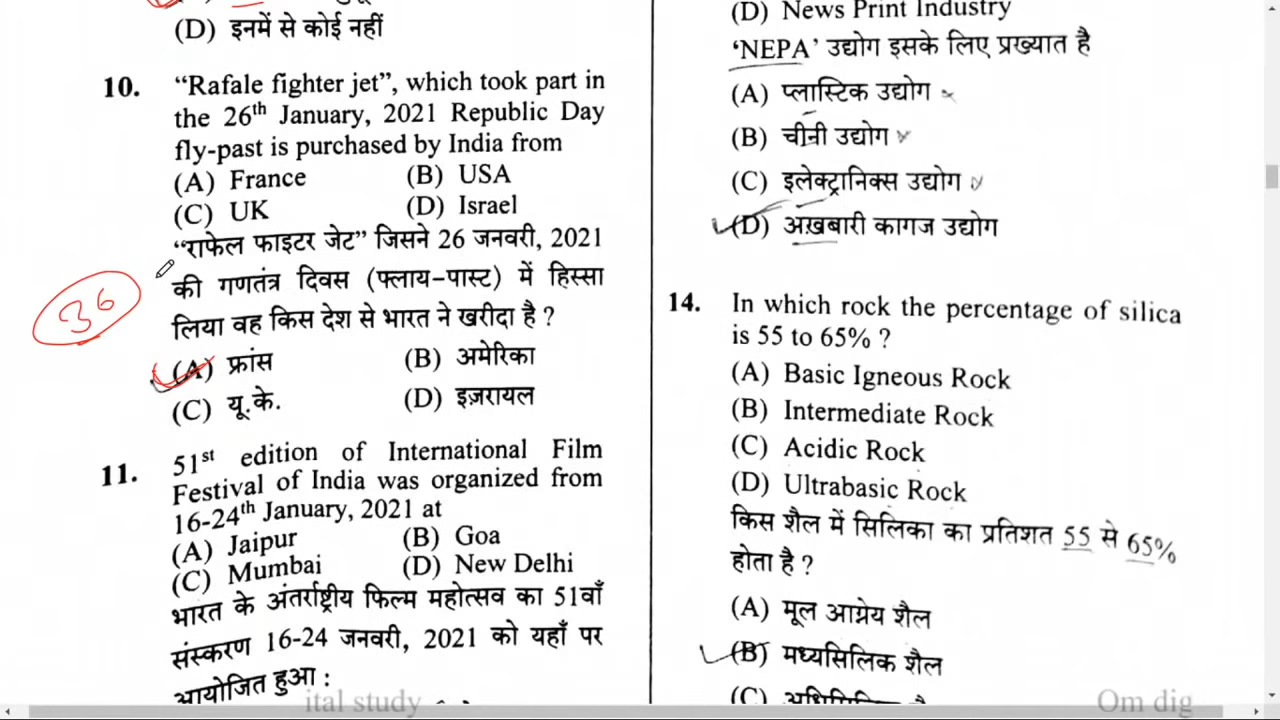 (D) इनमें से कोई नहीं
10. “Rafale fighter jet”, which took part in
the 26th January, 2021 Republic Day
fly-past is purchased by India from
(A) France (B) USA
(C) UK (D) Israel
“राफेल फाइटर जेट” जिसने 26 जनवरी, 2021
की गणतंत्र दिवस (फ्लाय-पास्ट) में हिस्सा
लिया वह किस देश से भारत ने खरीदा है ?
36
(A) फ्रांस (B) अमेरिका
(C) यू.के. (D) इज़रायल
11. 51st edition of International Film
Festival of India was organized from
16-24th January, 2021 at
(A) Jaipur (B) Goa
(C) Mumbai (D) New Delhi
भारत के अंतर्राष्ट्रीय फिल्म महोत्सव का 51वाँ
संस्करण 16-24 जनवरी, 2021 को यहाँ पर
आयोजित हुआ :
(D) News Print Industry
‘NEPA’ उद्योग इसके लिए प्रख्यात है
(A) प्लास्टिक उद्योग
(B) चीनी उद्योग
(C) इलेक्ट्रानिक्स उद्योग
(D) अख़बारी कागज उद्योग
14. In which rock the percentage of silica
is 55 to 65% ?
(A) Basic Igneous Rock
(B) Intermediate Rock
(C) Acidic Rock
(D) Ultrabasic Rock
किस शैल में सिलिका का प्रतिशत 55 से 65%
होता है ?
(A) मूल आग्नेय शैल
(B) मध्यसिलिक शैल
(C)
ital study
Om dig